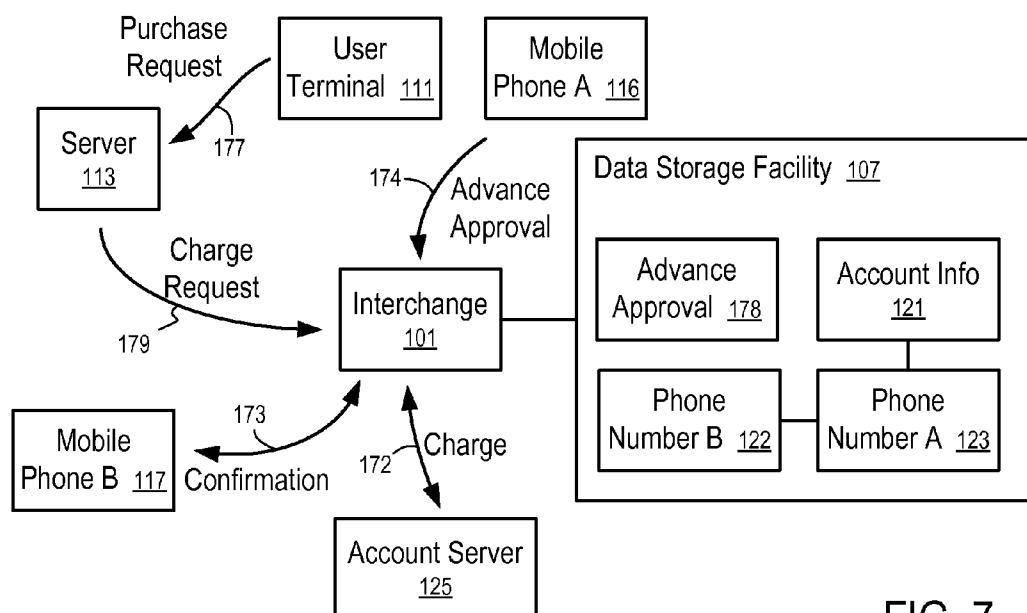 Purchase
Request
177
User
Terminal 111
Mobile
Phone A 116
Server
113
174
Advance
Approval
Data Storage Facility 107
Charge
Request
179
Interchange
101
Advance
Approval 178
Account Info
121
Phone
Number B 122
Phone
Number A 123
Mobile
Phone B 117
173
Confirmation
172
Charge
Account Server
125
FIG. 7